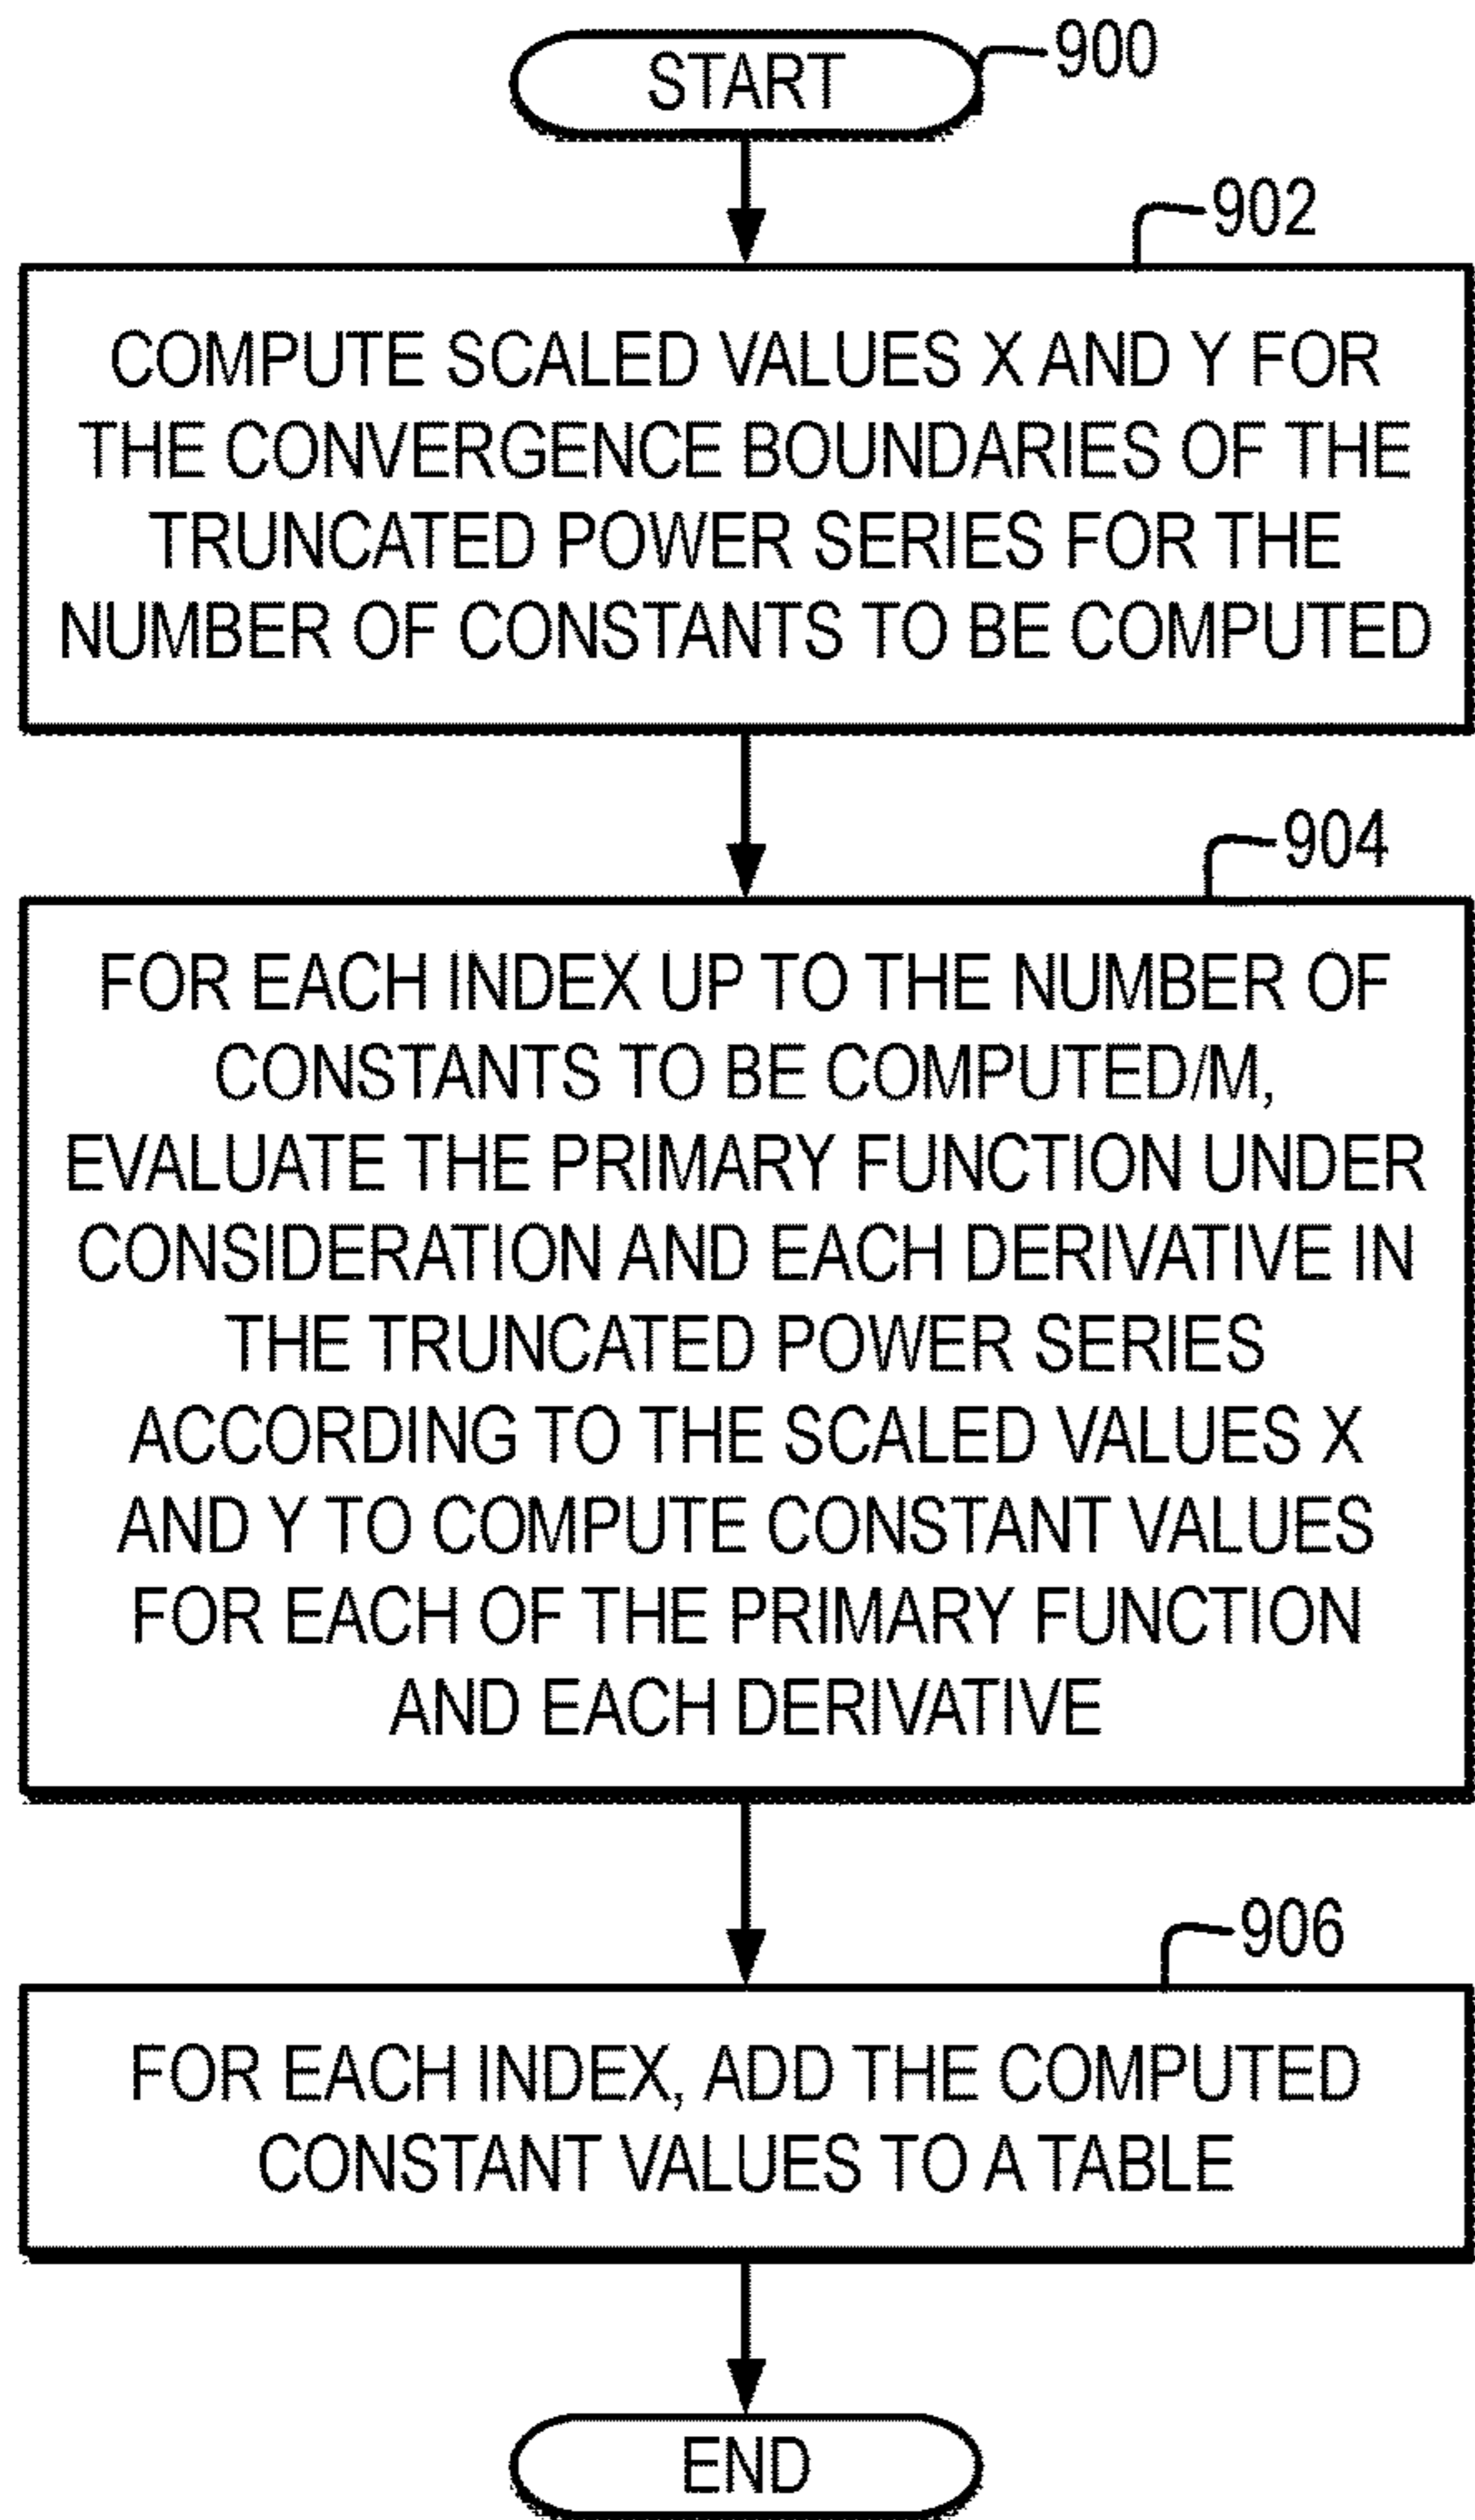 START
900
902
COMPUTE SCALED VALUES X AND Y FOR
THE CONVERGENCE BOUNDARIES OF THE
TRUNCATED POWER SERIES FOR THE
NUMBER OF CONSTANTS TO BE COMPUTED
904
FOR EACH INDEX UP TO THE NUMBER OF
CONSTANTS TO BE COMPUTED/M,
EVALUATE THE PRIMARY FUNCTION UNDER
CONSIDERATION AND EACH DERIVATIVE IN
THE TRUNCATED POWER SERIES
ACCORDING TO THE SCALED VALUES X
AND Y TO COMPUTE CONSTANT VALUES
FOR EACH OF THE PRIMARY FUNCTION
AND EACH DERIVATIVE
906
FOR EACH INDEX, ADD THE COMPUTED
CONSTANT VALUES TO A TABLE
END